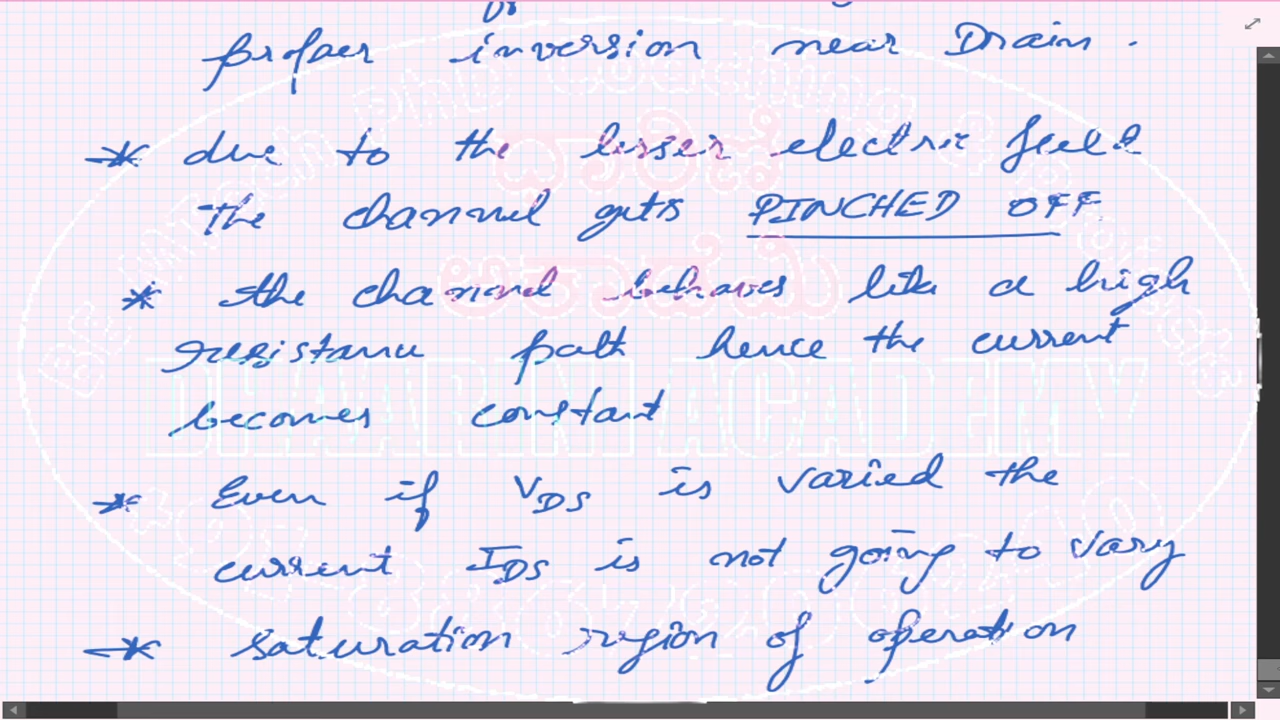 proper inversion near Drain.
* due to the lesser electric field
The channel gets PINCHED OFF
* the channel behaves like a high
resistance path hence the current
becomes constant
* Even if VDS is varied the
current IDS is not going to vary
* saturation region of operation